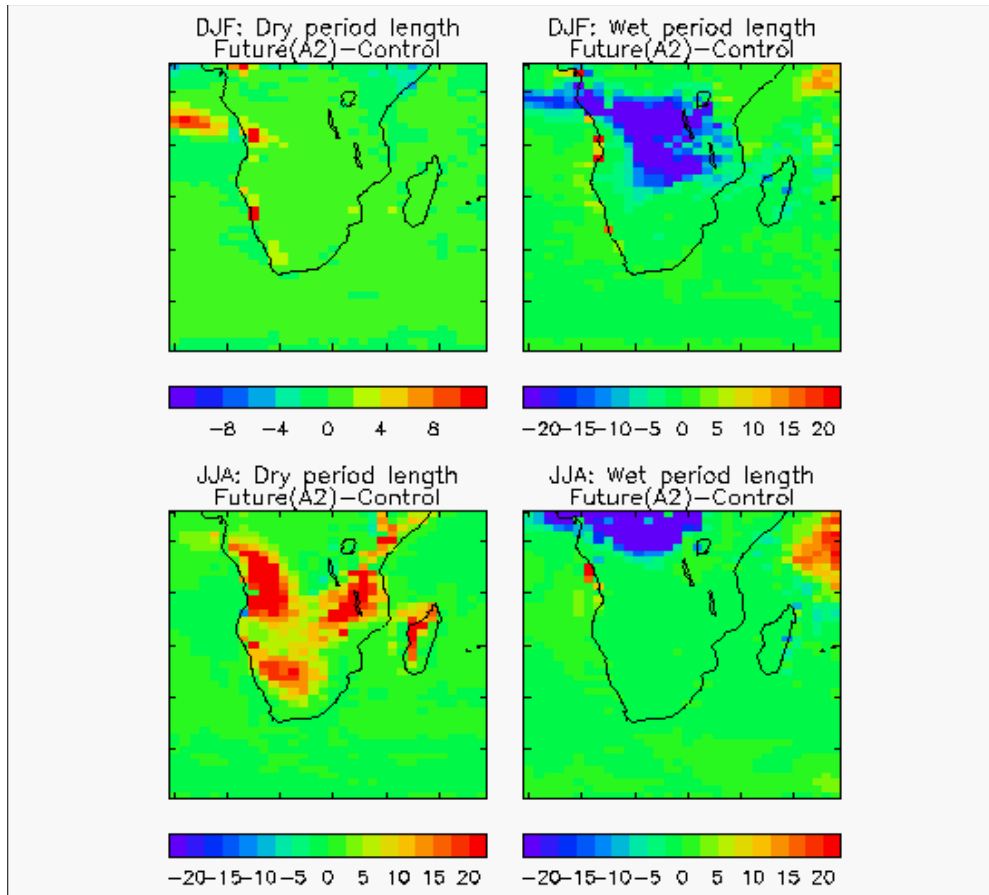 DJF: Dry period length
Future(A2)-Control
DJF: Wet period length
Future(A2)-Control
-8 -4 0 4 8
-20-15-10-5 0 5 10 15 20
JJA: Dry period length
Future(A2)-Control
JJA: Wet period length
Future(A2)-Control
-20-15-10-5 0 5 10 15 20
-20-15-10-5 0 5 10 15 20